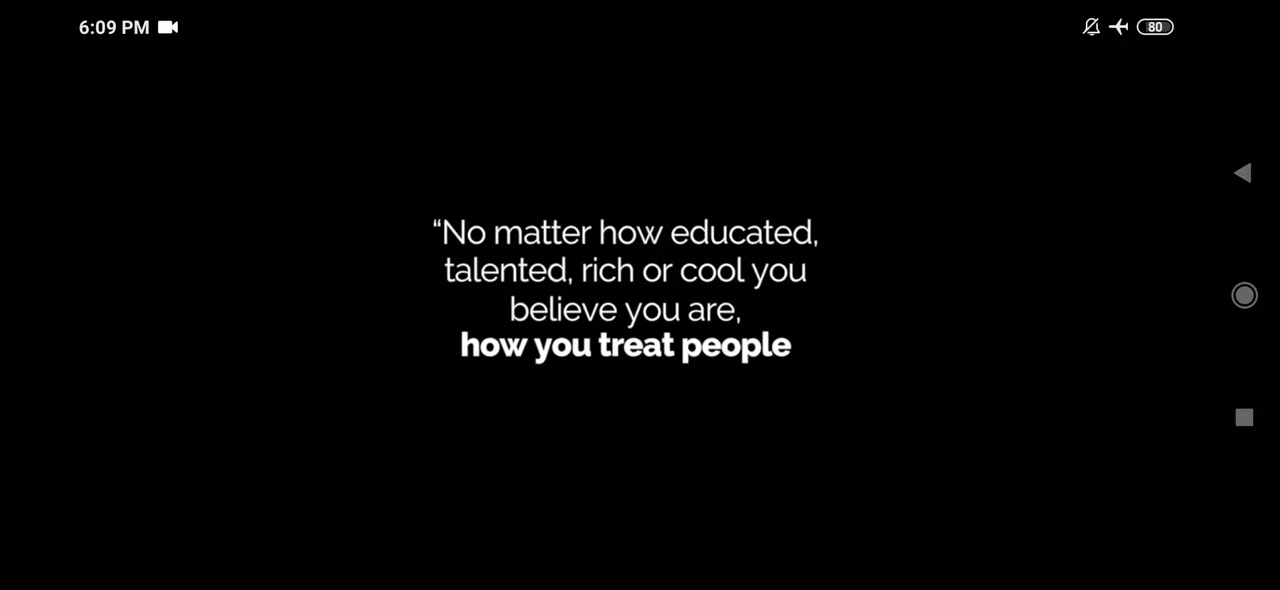 6:09 PM
80
“No matter how educated,
talented, rich or cool you
believe you are,
how you treat people